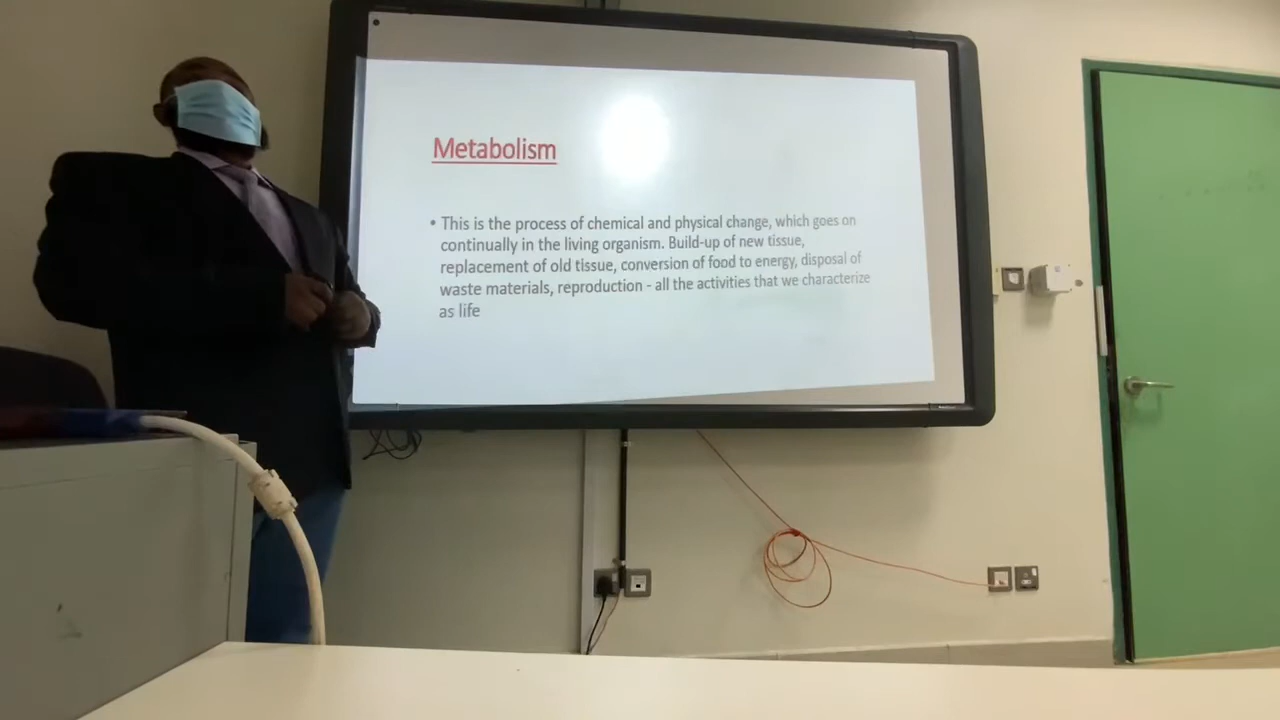 Metabolism
• This is the process of chemical and physical change, which goes on
continually in the living organism. Build-up of new tissue,
replacement of old tissue, conversion of food to energy, disposal of
waste materials, reproduction - all the activities that we characterize
as life